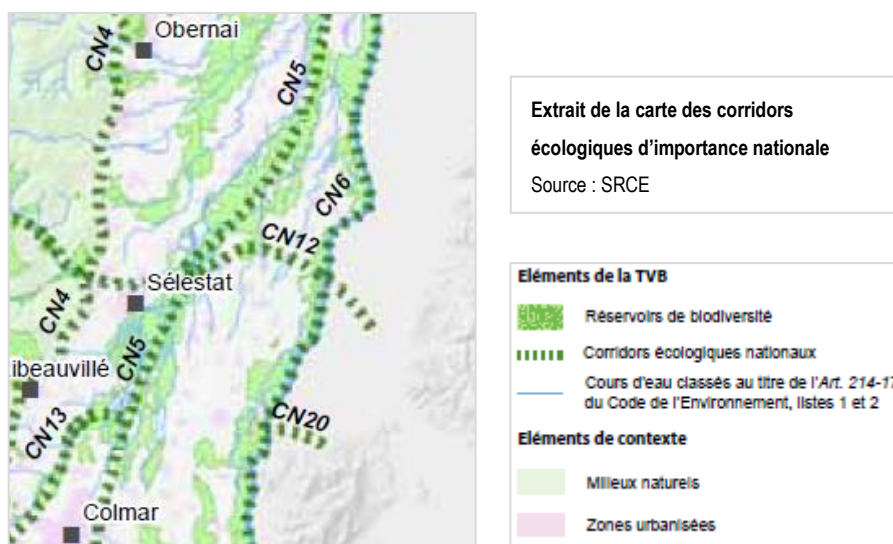 Obernai
CN4
CN5
CN6
CN12
Sélestat
CN4
CN5
ibeauvillé
CN13
CN20
Colmar
Extrait de la carte des corridors
écologiques d'importance nationale
Source : SRCE
Eléments de la TVB
Réservoirs de biodiversité
Corridors écologiques nationaux
Cours d'eau classés au titre de l'Art. 214-17
du Code de l'Environnement, listes 1 et 2
Eléments de contexte
Milieux naturels
Zones urbanisées